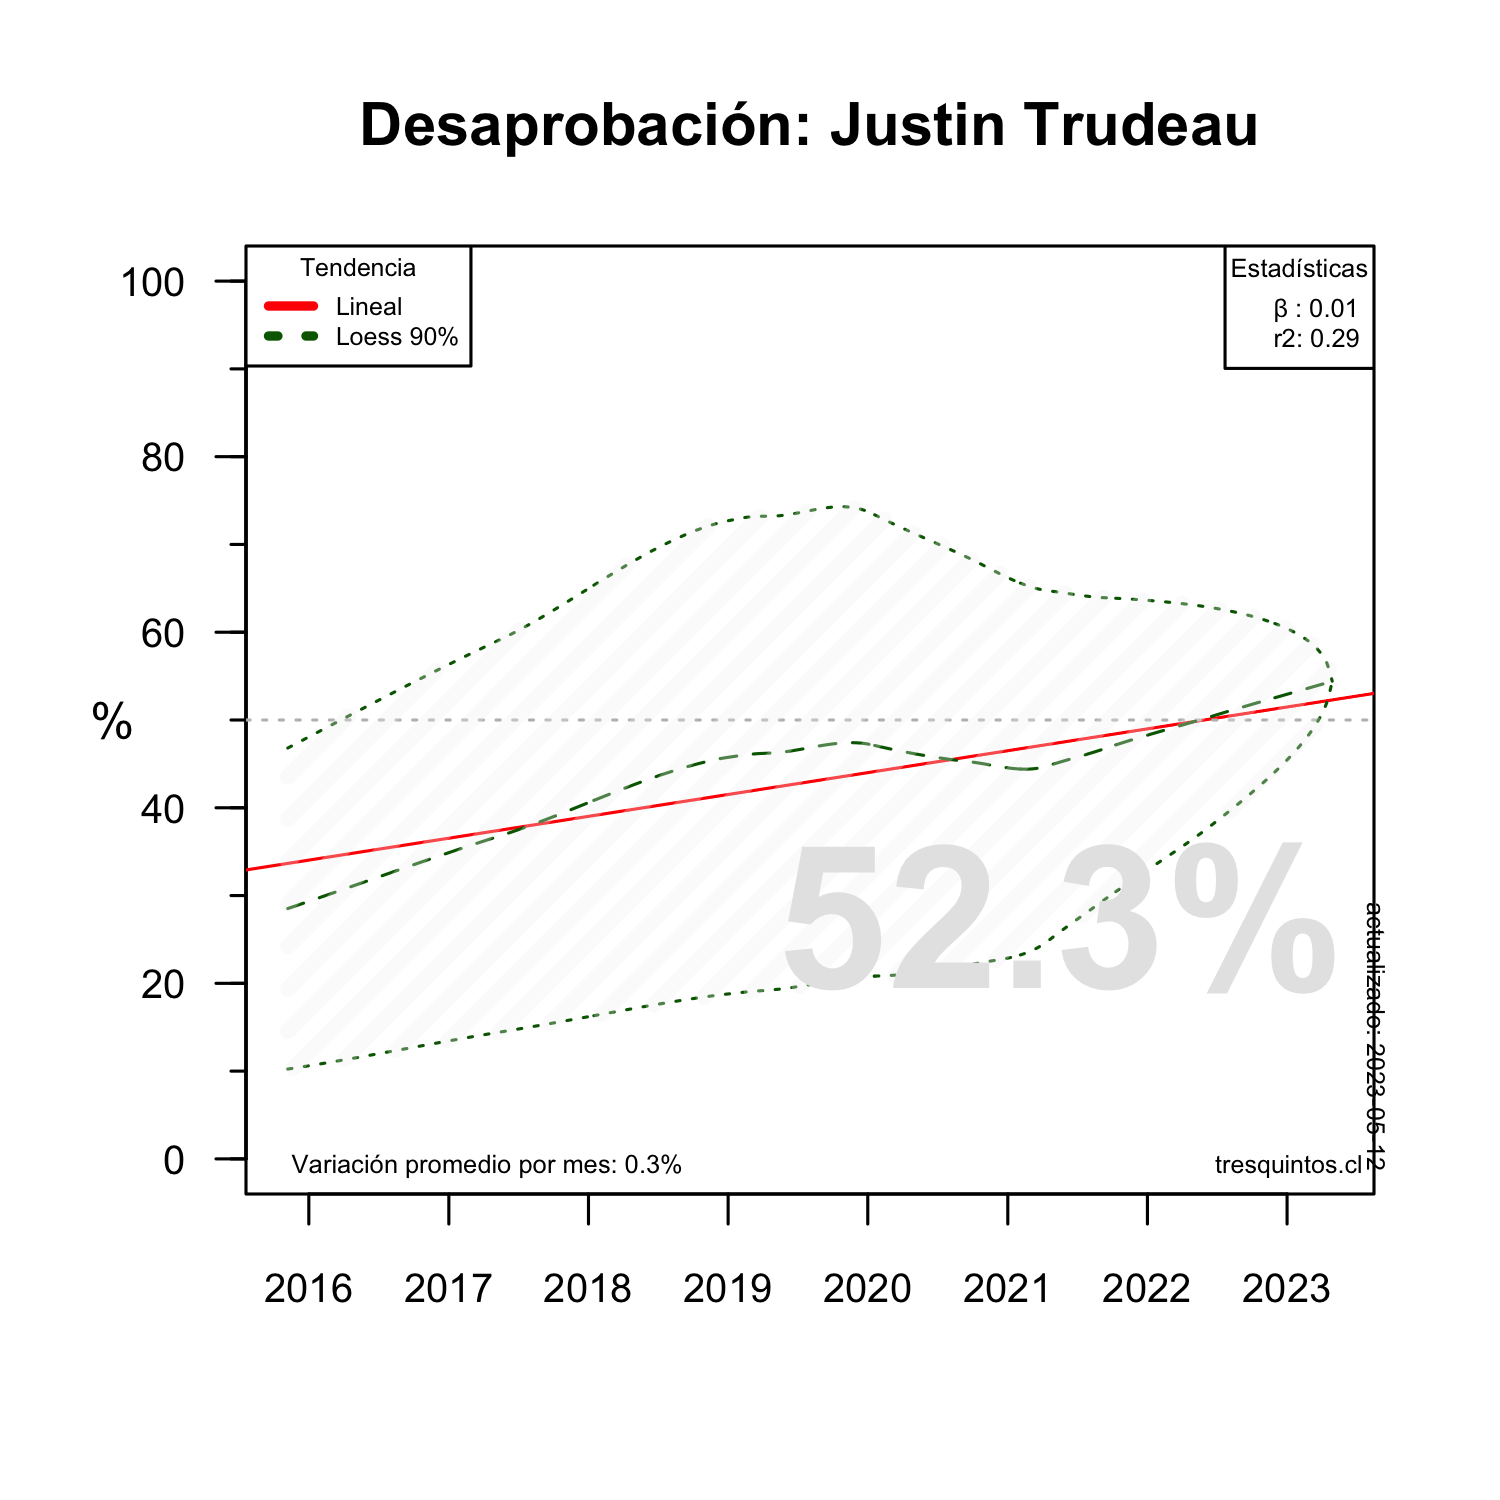 Desaprobación: Justin Trudeau
Tendencia
Lineal
Loess 90%
Estadísticas
β : 0.01
r2: 0.29
100
80
60
40
20
0
%
52.3%
actualizado: 2023-05-12
Variación promedio por mes: 0.3%
tresquintos.cl
2016 2017 2018 2019 2020 2021 2022 2023